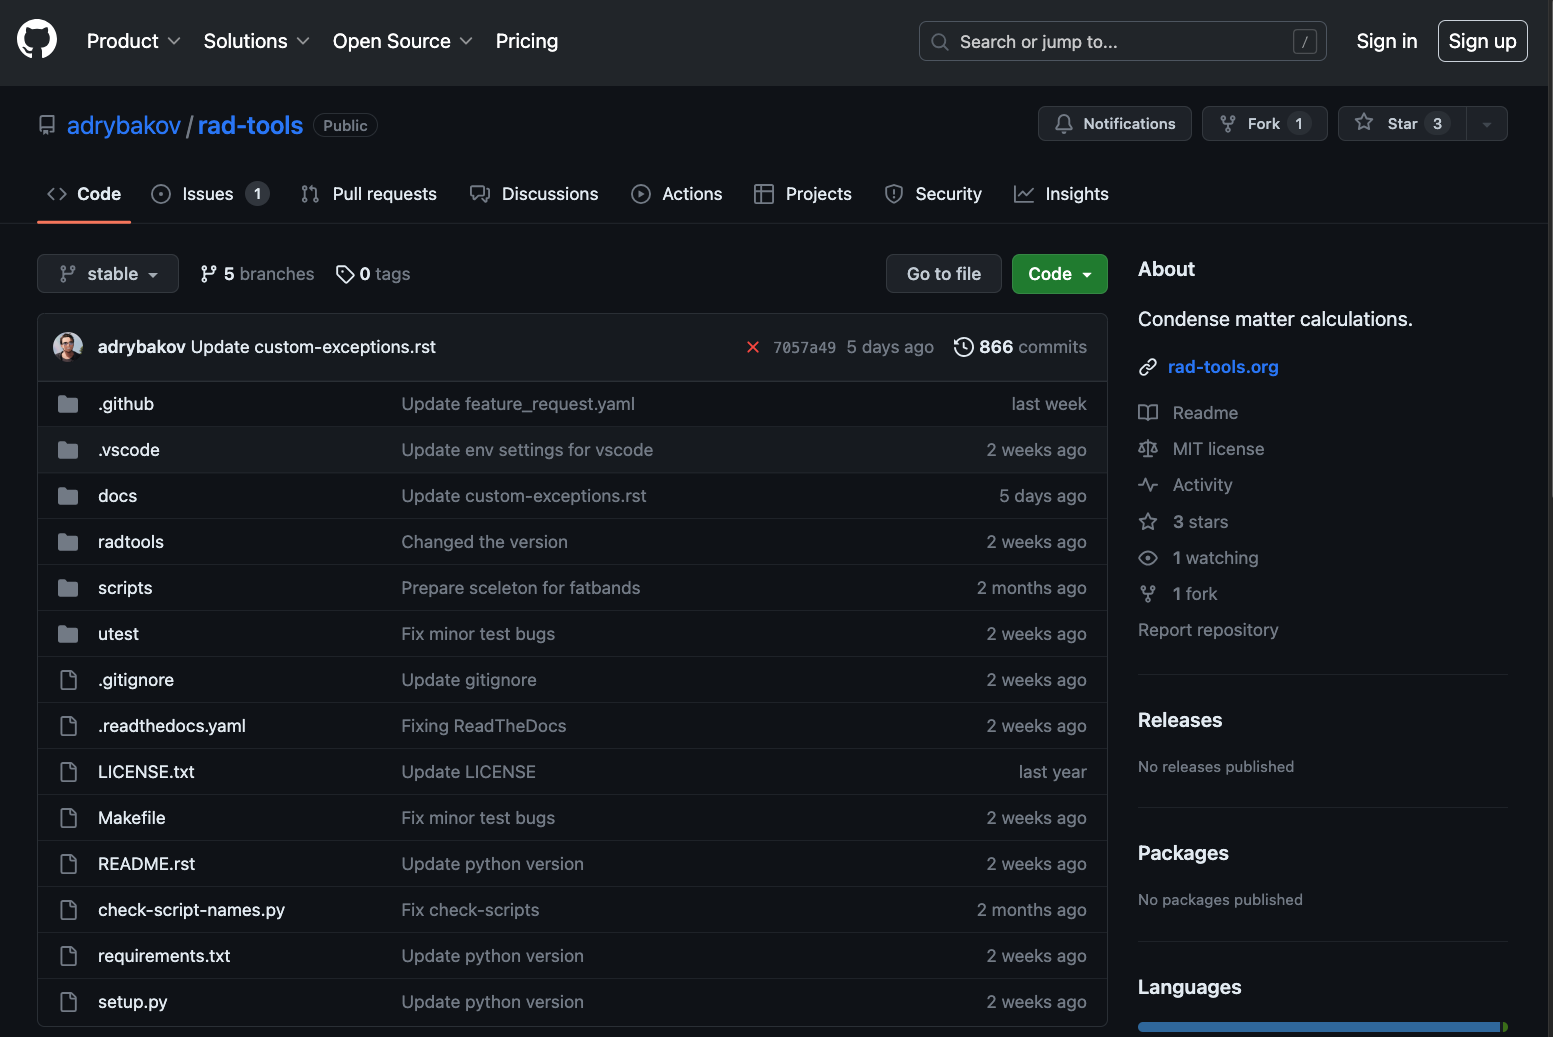 Product Solutions Open Source Pricing Search or jump to... / Sign in Sign up
adrybakov / rad-tools Public Notifications Fork 1 Star 3
Code Issues 1 Pull requests Discussions Actions Projects Security Insights
stable 5 branches 0 tags Go to file Code
adrybakov Update custom-exceptions.rst 7057a49 5 days ago 866 commits
.github Update feature_request.yaml last week
.vscode Update env settings for vscode 2 weeks ago
docs Update custom-exceptions.rst 5 days ago
radtools Changed the version 2 weeks ago
scripts Prepare sceleton for fatbands 2 months ago
utest Fix minor test bugs 2 weeks ago
.gitignore Update gitignore 2 weeks ago
.readthedocs.yaml Fixing ReadTheDocs 2 weeks ago
LICENSE.txt Update LICENSE last year
Makefile Fix minor test bugs 2 weeks ago
README.rst Update python version 2 weeks ago
check-script-names.py Fix check-scripts 2 months ago
requirements.txt Update python version 2 weeks ago
setup.py Update python version 2 weeks ago
About
Condense matter calculations.
rad-tools.org
Readme
MIT license
Activity
3 stars
1 watching
1 fork
Report repository
Releases
No releases published
Packages
No packages published
Languages